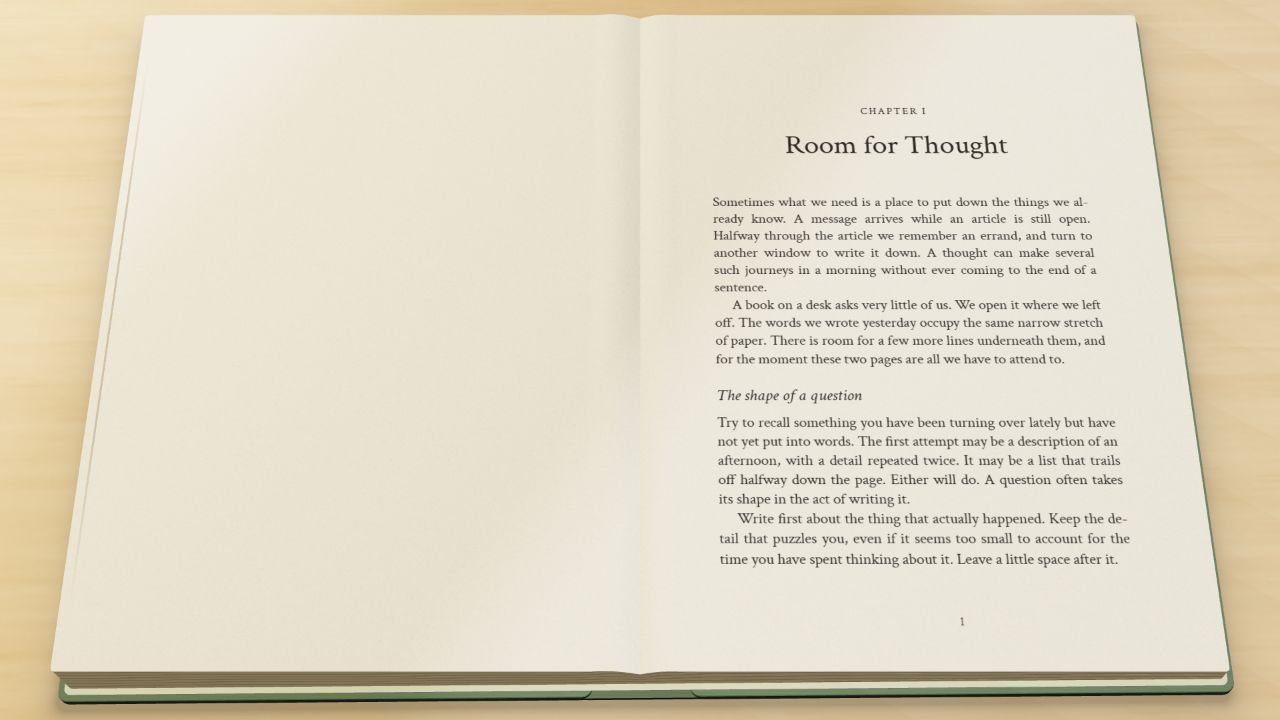 CHAPTER I
Room for Thought
Sometimes what we need is a place to put down the things we al-
ready know. A message arrives while an article is still open.
Halfway through the article we remember an errand, and turn to
another window to write it down. A thought can make several
such journeys in a morning without ever coming to the end of a
sentence.
A book on a desk asks very little of us. We open it where we left
off. The words we wrote yesterday occupy the same narrow stretch
of paper. There is room for a few more lines underneath them, and
for the moment these two pages are all we have to attend to.
The shape of a question
Try to recall something you have been turning over lately but have
not yet put into words. The first attempt may be a description of an
afternoon, with a detail repeated twice. It may be a list that trails
off halfway down the page. Either will do. A question often takes
its shape in the act of writing it.
Write first about the thing that actually happened. Keep the de-
tail that puzzles you, even if it seems too small to account for the
time you have spent thinking about it. Leave a little space after it.
1